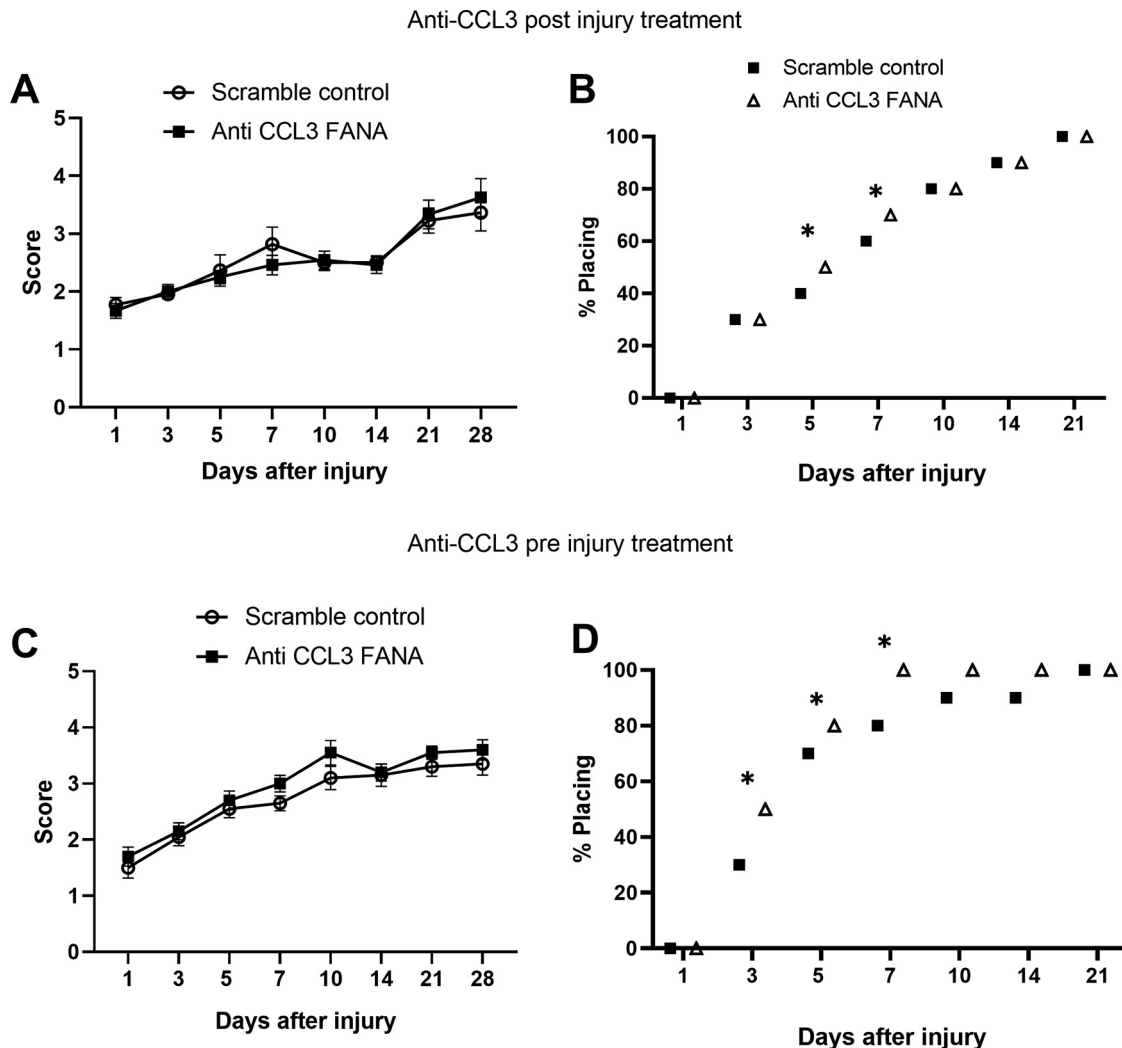 Anti-CCL3 post injury treatment
A
Scramble control
Anti CCL3 FANA
5
4
3
2
1
0
Score
1 3 5 7 10 14 21 28
Days after injury
B
Scramble control
Anti CCL3 FANA
100
80
60
40
20
0
% Placing
* *
1 3 5 7 10 14 21
Days after injury
Anti-CCL3 pre injury treatment
C
Scramble control
Anti CCL3 FANA
5
4
3
2
1
0
Score
1 3 5 7 10 14 21 28
Days after injury
D
100
80
60
40
20
0
% Placing
* * *
1 3 5 7 10 14 21
Days after injury